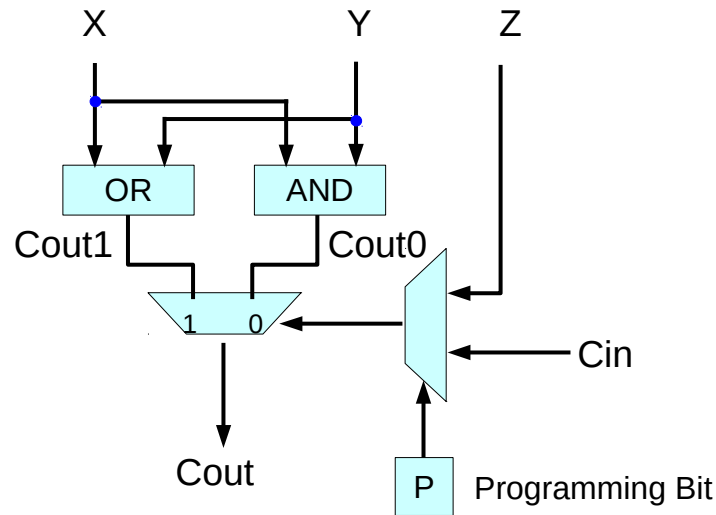 X Y Z
OR AND
Cout1 Cout0
1 0
Cin
Cout
P Programming Bit